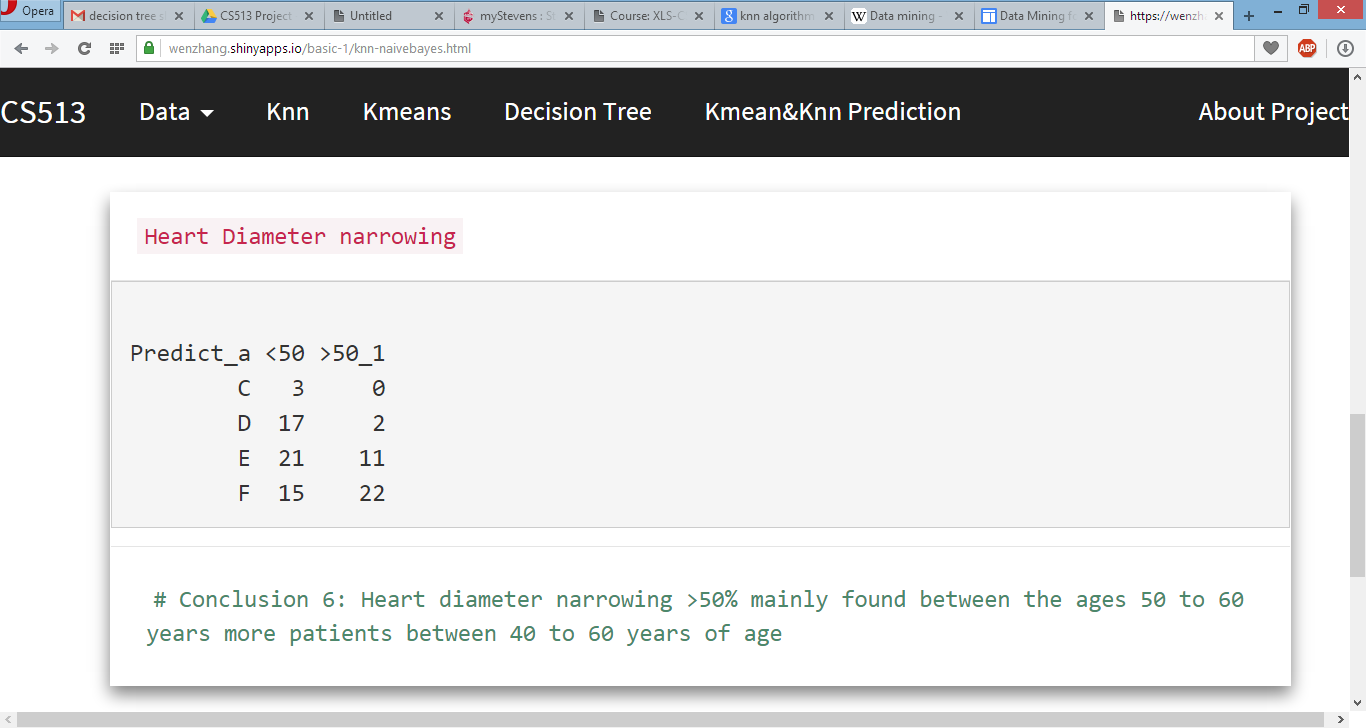 Opera
decision tree s
CS513 Project
Untitled
myStevens : St
Course: XLS-C
knn algorithm
Data mining -
Data Mining f
https://wenzh
wenzhang.shinyapps.io/basic-1/knn-naivebayes.html
ABP
CS513 Data Knn Kmeans Decision Tree Kmean&Knn Prediction About Project
Heart Diameter narrowing
Predict_a <50 >50_1
C 3 0
D 17 2
E 21 11
F 15 22
# Conclusion 6: Heart diameter narrowing >50% mainly found between the ages 50 to 60
years more patients between 40 to 60 years of age